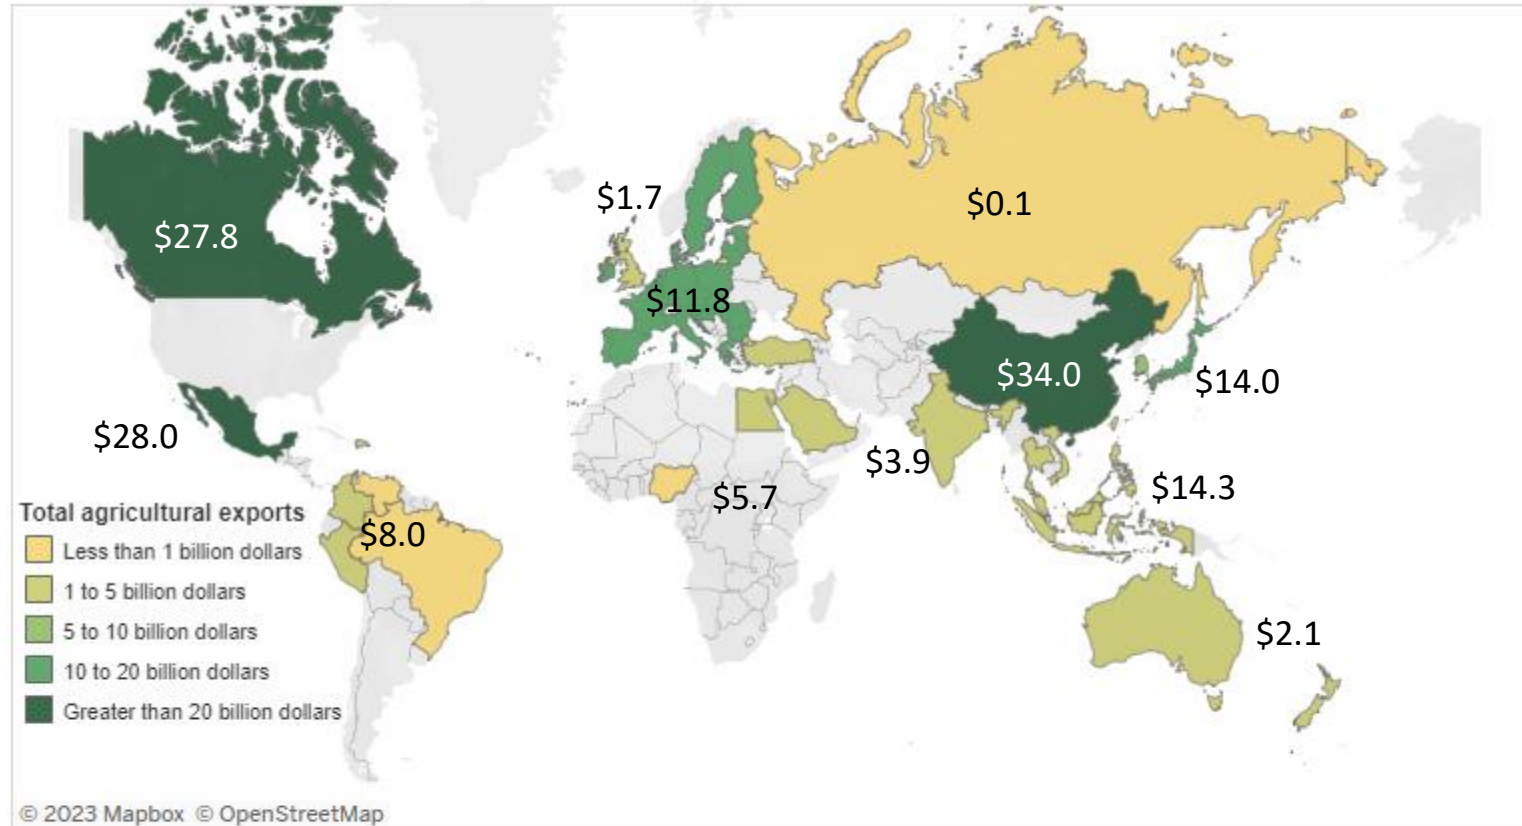 $1.7
$0.1
$27.8
$11.8
$34.0
$14.0
$28.0
$3.9
$14.3
$5.7
$8.0
$2.1
Total agricultural exports
Less than 1 billion dollars
1 to 5 billion dollars
5 to 10 billion dollars
10 to 20 billion dollars
Greater than 20 billion dollars
© 2023 Mapbox © OpenStreetMap